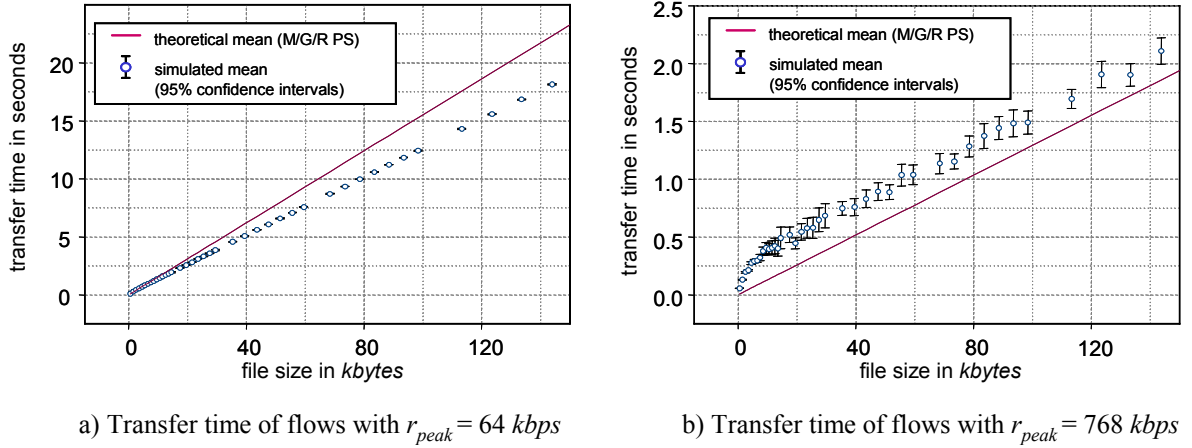 theoretical mean (M/G/R PS)
simulated mean
(95% confidence intervals)
transfer time in seconds
20
15
10
5
0
0
40
80
120
file size in kbytes
a) Transfer time of flows with r_peak = 64 kbps
theoretical mean (M/G/R PS)
simulated mean
(95% confidence intervals)
transfer time in seconds
2.5
2.0
1.5
1.0
0.5
0.0
0
40
80
120
file size in kbytes
b) Transfer time of flows with r_peak = 768 kbps